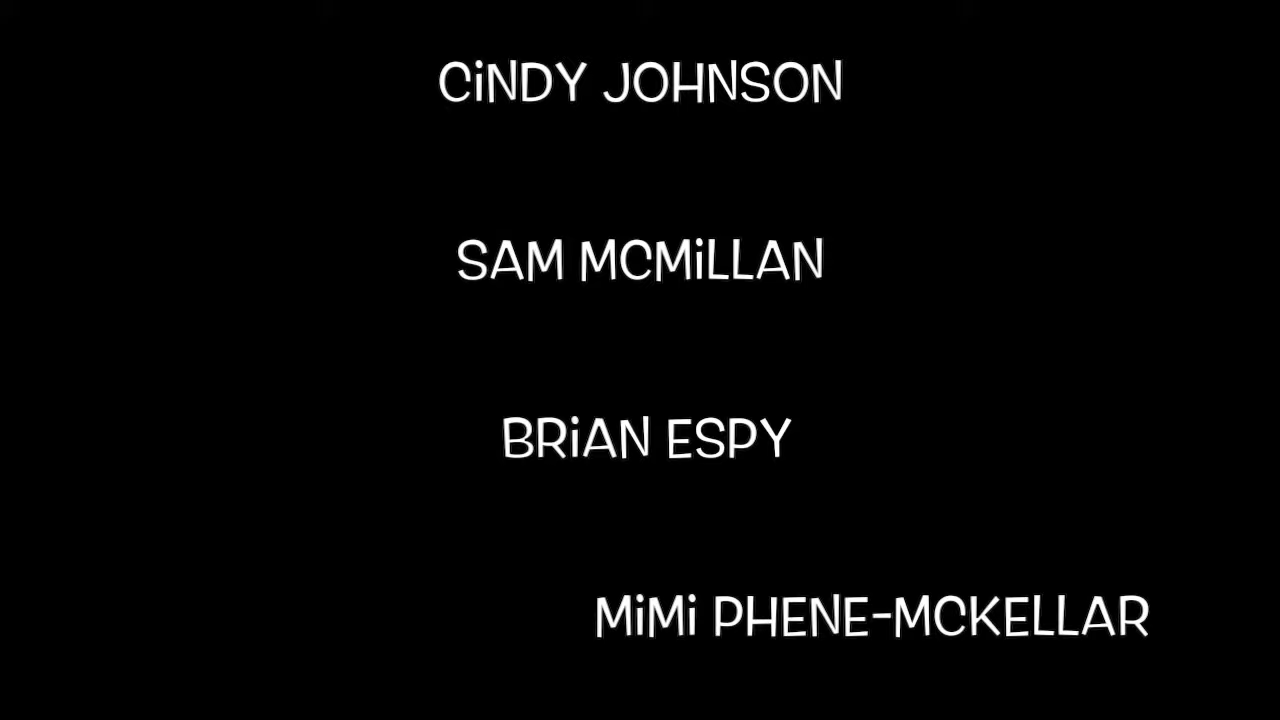 CiNDY JOHNSON
SAM MCMiLLAN
BRiAN ESPY
MiMi PHENE-MCKELLAR